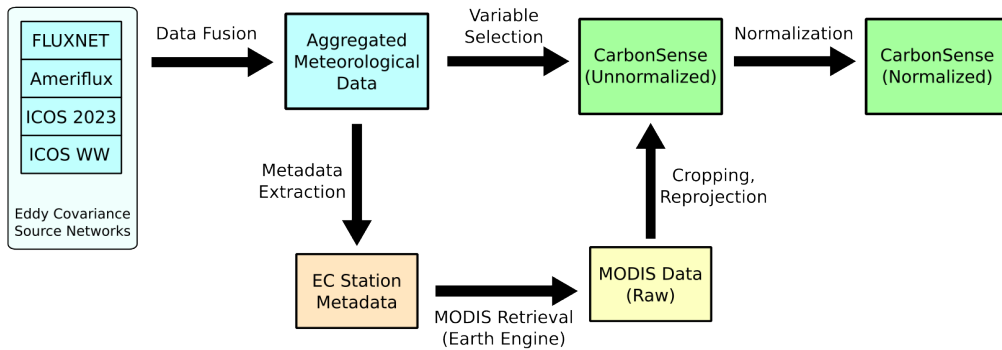 FLUXNET
Ameriflux
ICOS 2023
ICOS WW
Eddy Covariance
Source Networks
Data Fusion
Aggregated
Meteorological
Data
Variable
Selection
CarbonSense
(Unnormalized)
Normalization
CarbonSense
(Normalized)
Metadata
Extraction
Cropping,
Reprojection
EC Station
Metadata
MODIS Retrieval
(Earth Engine)
MODIS Data
(Raw)